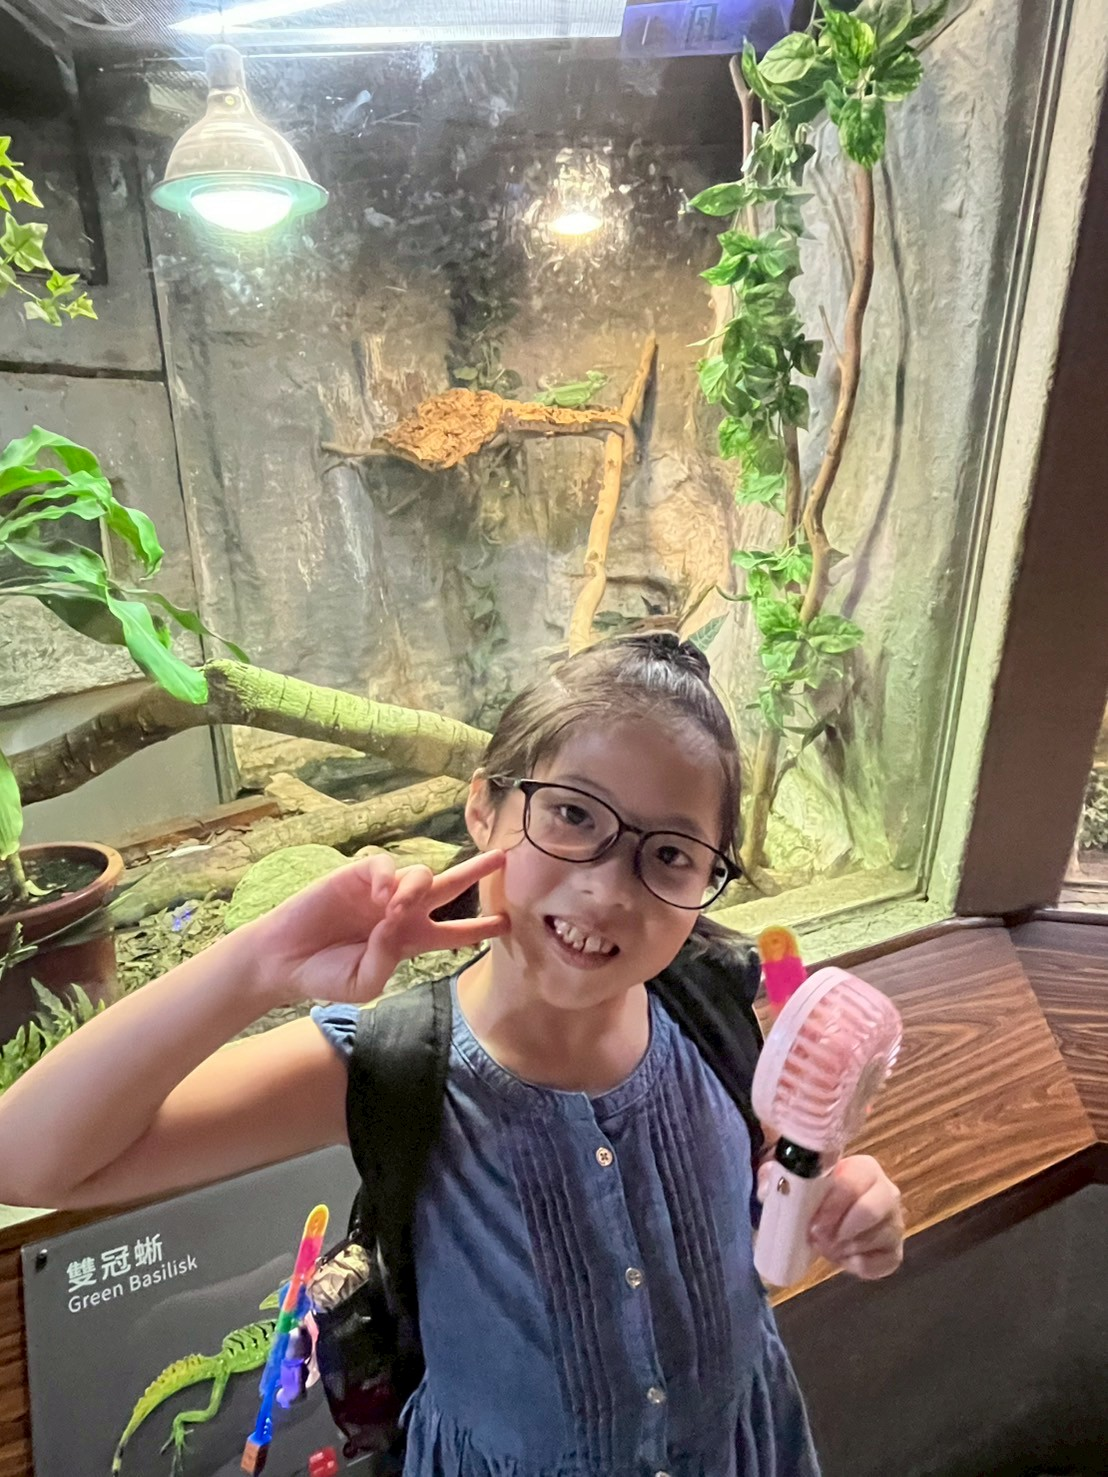 雙冠蜥
Green Basilisk